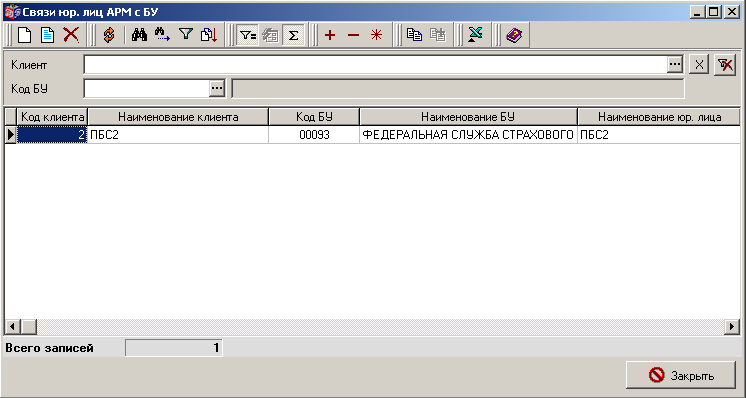 Связи юр. лиц АРМ с БУ
Клиент
Код БУ
Код клиента Наименование клиента Код БУ Наименование БУ Наименование юр. лица
2 ПБС2 00093 ФЕДЕРАЛЬНАЯ СЛУЖБА СТРАХОВОГО ПБС2
Всего записей 1
Закрыть